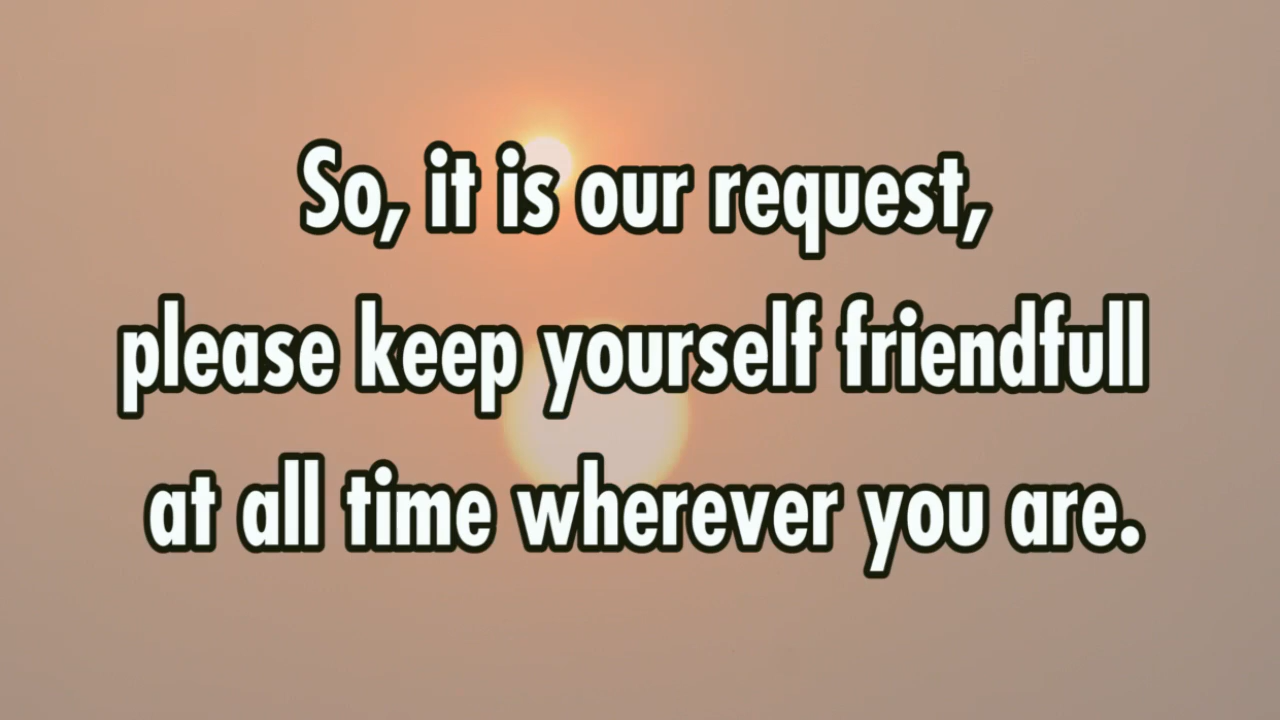 So, it is our request,
please keep yourself friendfull
at all time wherever you are.